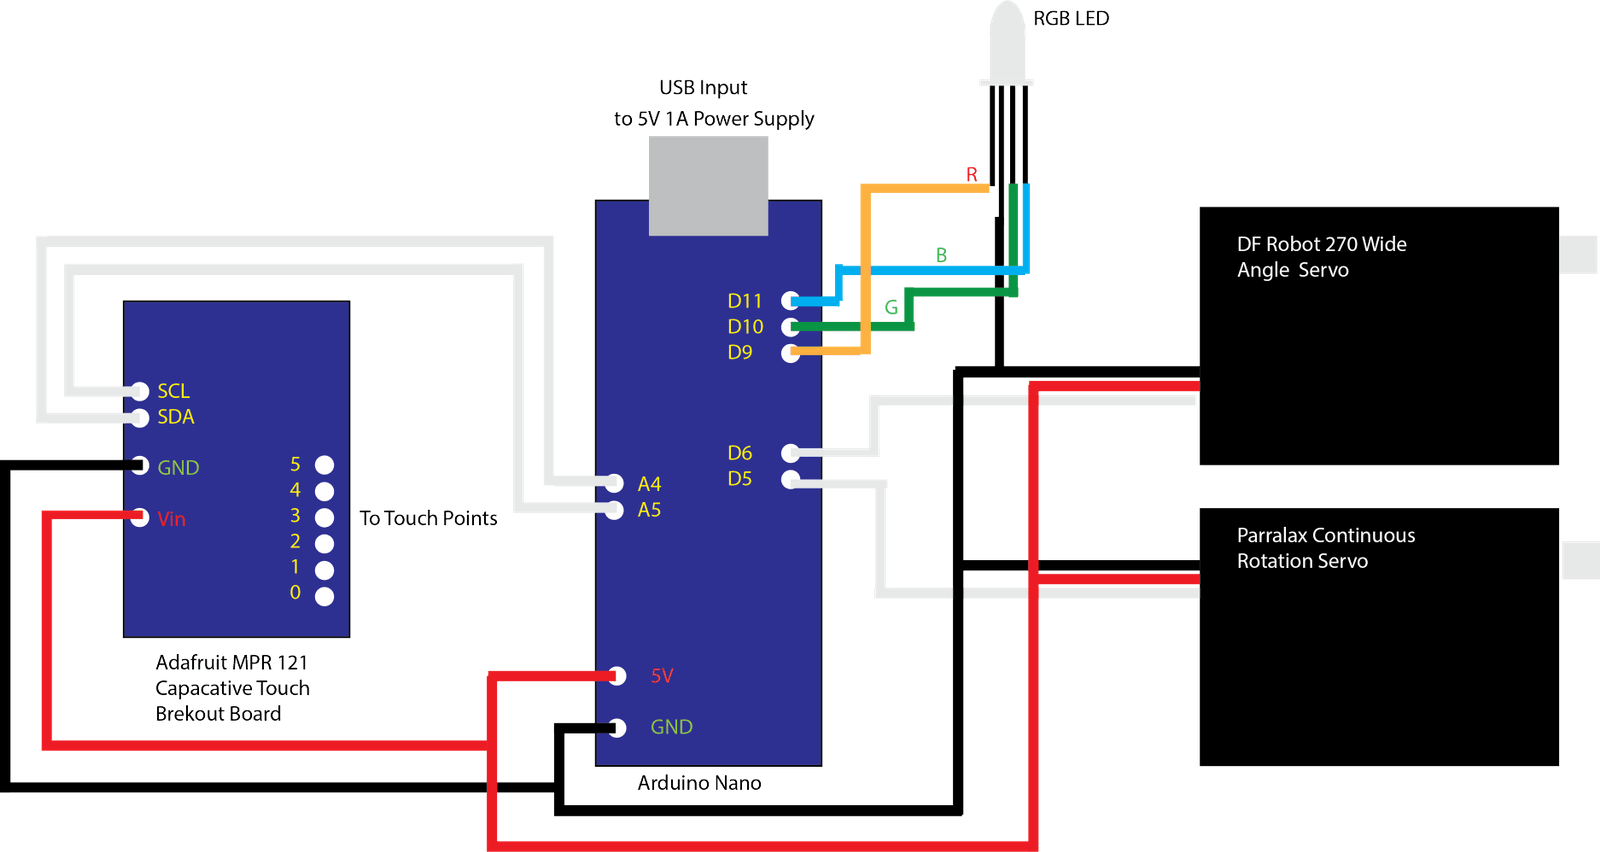 RGB LED
USB Input
to 5V 1A Power Supply
R
B
G
DF Robot 270 Wide
Angle Servo
D11
D10
D9
SCL
SDA
GND
Vin
5
4
3
2
1
0
To Touch Points
D6
D5
A4
A5
Parralax Continuous
Rotation Servo
Adafruit MPR 121
Capacative Touch
Brekout Board
5V
GND
Arduino Nano